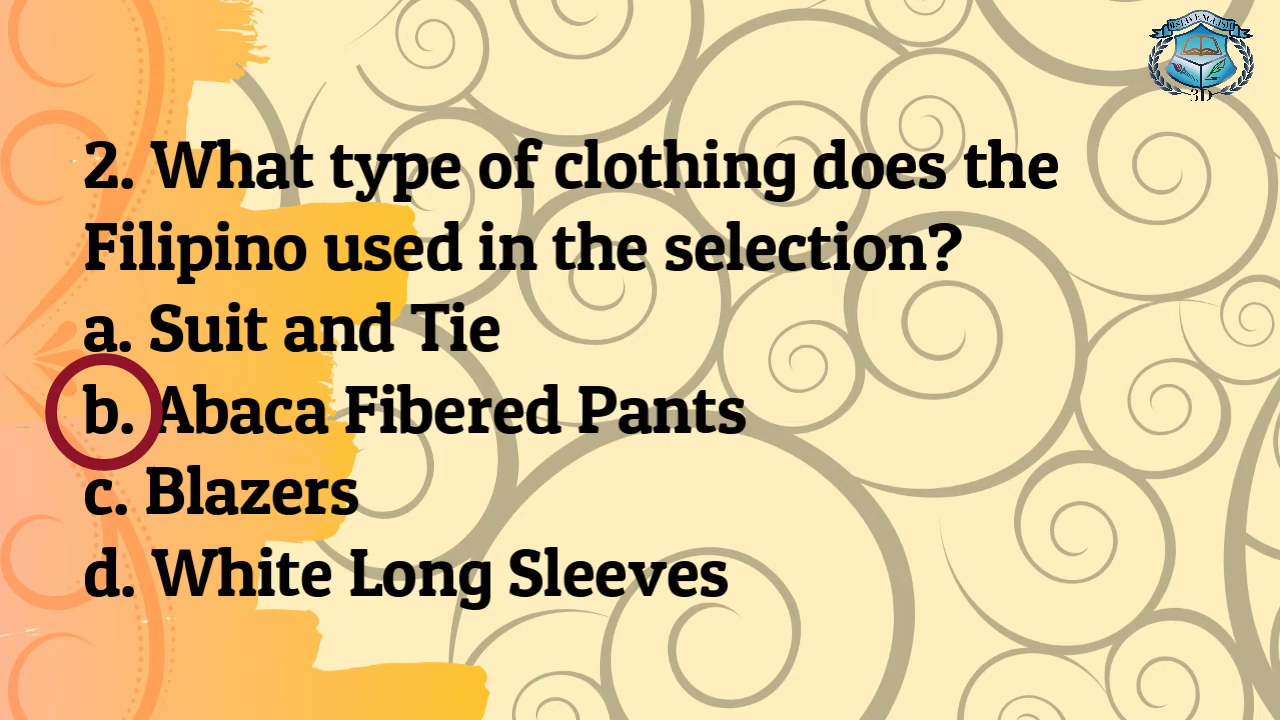 2. What type of clothing does the
Filipino used in the selection?
a. Suit and Tie
b. Abaca Fibered Pants
c. Blazers
d. White Long Sleeves
3D